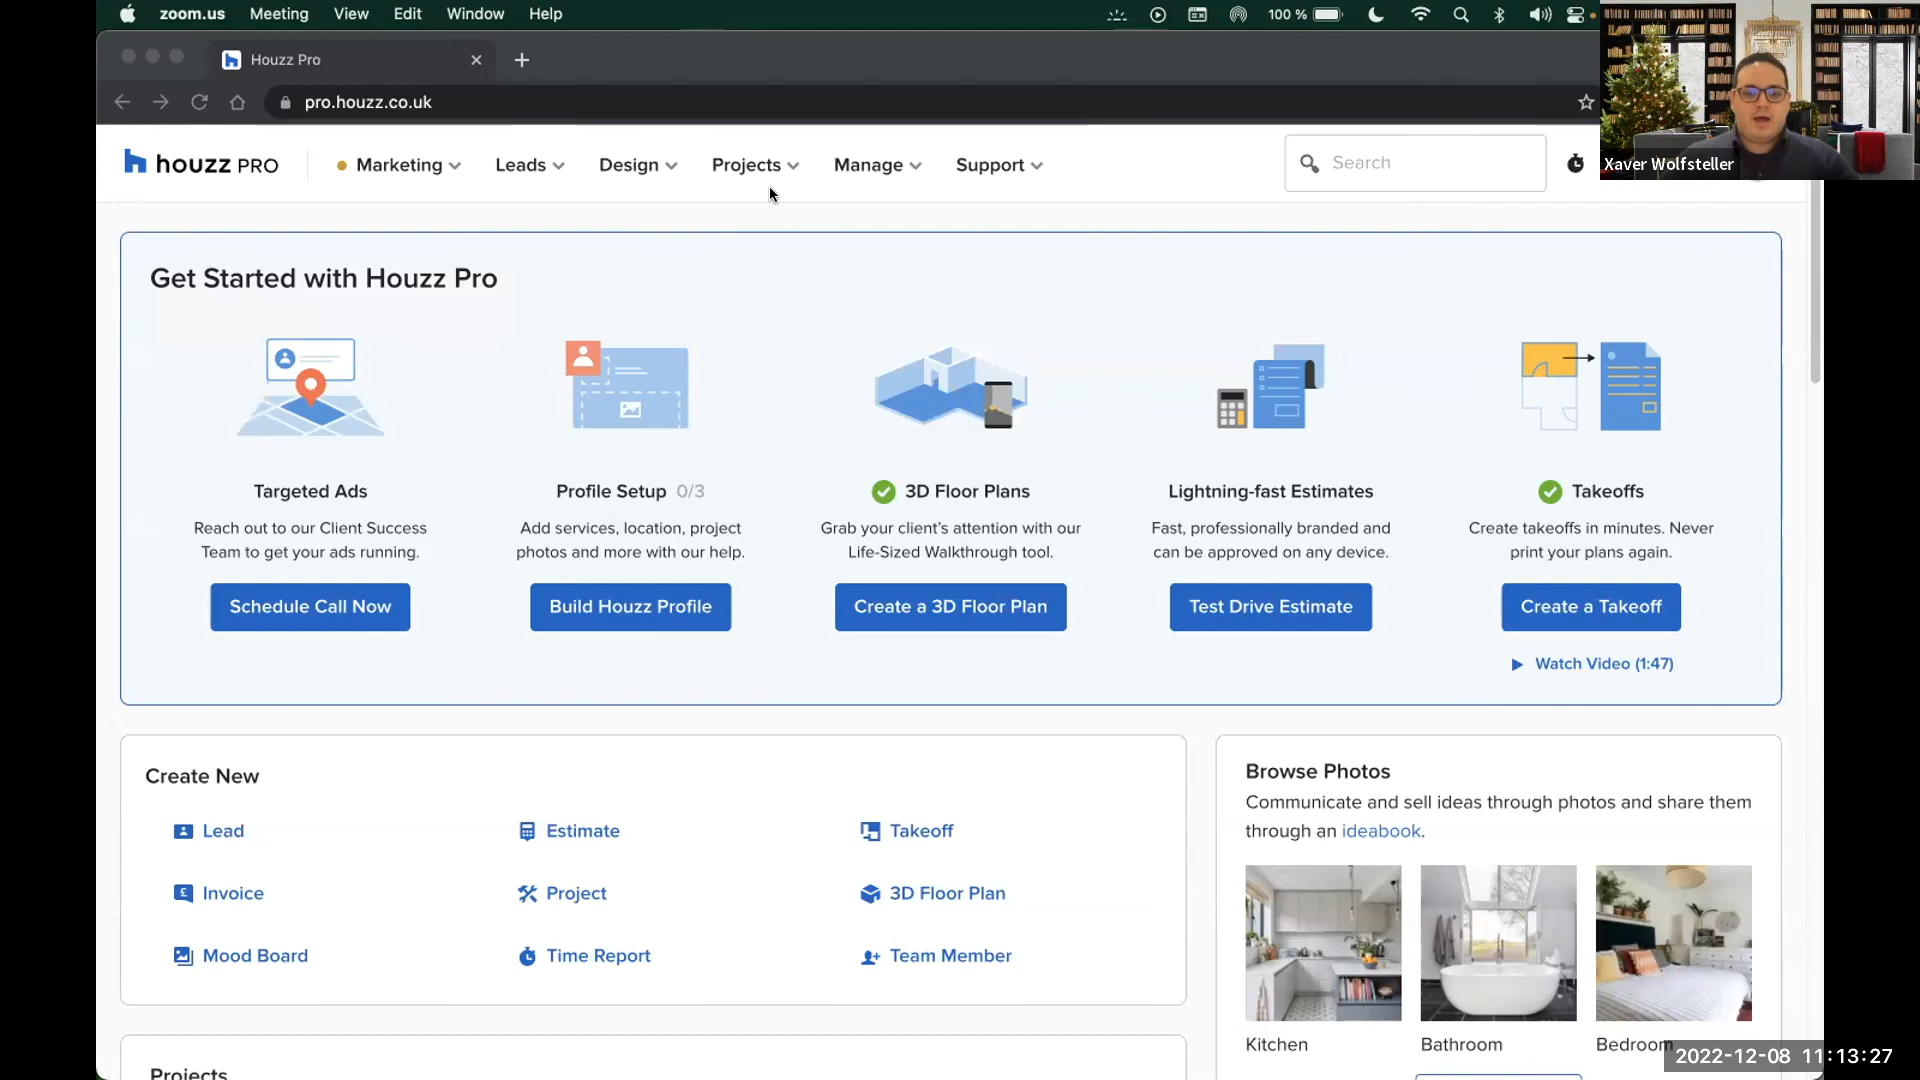 zoom.us Meeting View Edit Window Help 100 %
Houzz Pro
pro.houzz.co.uk
Xaver Wolfsteller
houzz PRO Marketing Leads Design Projects Manage Support Search
Get Started with Houzz Pro
Targeted Ads
Reach out to our Client Success
Team to get your ads running.
Schedule Call Now
Profile Setup 0/3
Add services, location, project
photos and more with our help.
Build Houzz Profile
3D Floor Plans
Grab your client's attention with our
Life-Sized Walkthrough tool.
Create a 3D Floor Plan
Lightning-fast Estimates
Fast, professionally branded and
can be approved on any device.
Test Drive Estimate
Takeoffs
Create takeoffs in minutes. Never
print your plans again.
Create a Takeoff
Watch Video (1:47)
Create New
Lead Estimate Takeoff
Invoice Project 3D Floor Plan
Mood Board Time Report Team Member
Browse Photos
Communicate and sell ideas through photos and share them
through an ideabook.
Kitchen Bathroom Bedroom
Projects
2022-12-08 11:13:27